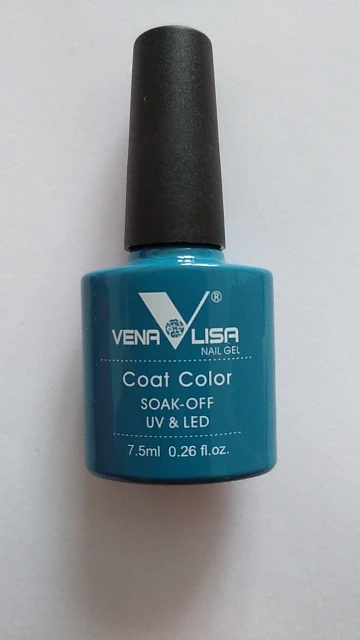 ®
VENA LISA
NAIL GEL
Coat Color
SOAK-OFF
UV & LED
7.5ml 0.26 fl.oz.